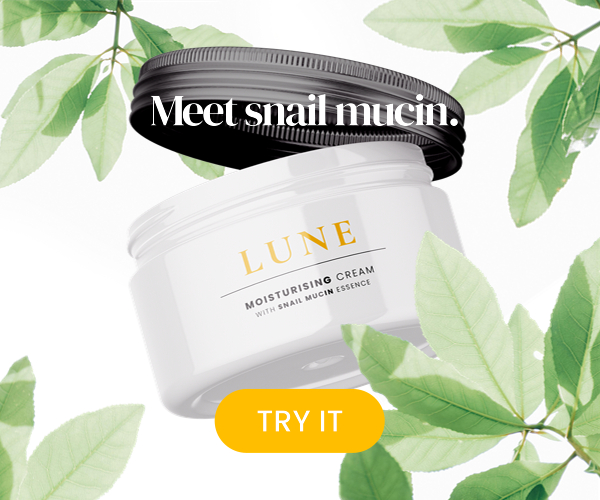 Meet snail mucin.
LUNE
MOISTURISING CREAM
WITH SNAIL MUCIN ESSENCE
TRY IT